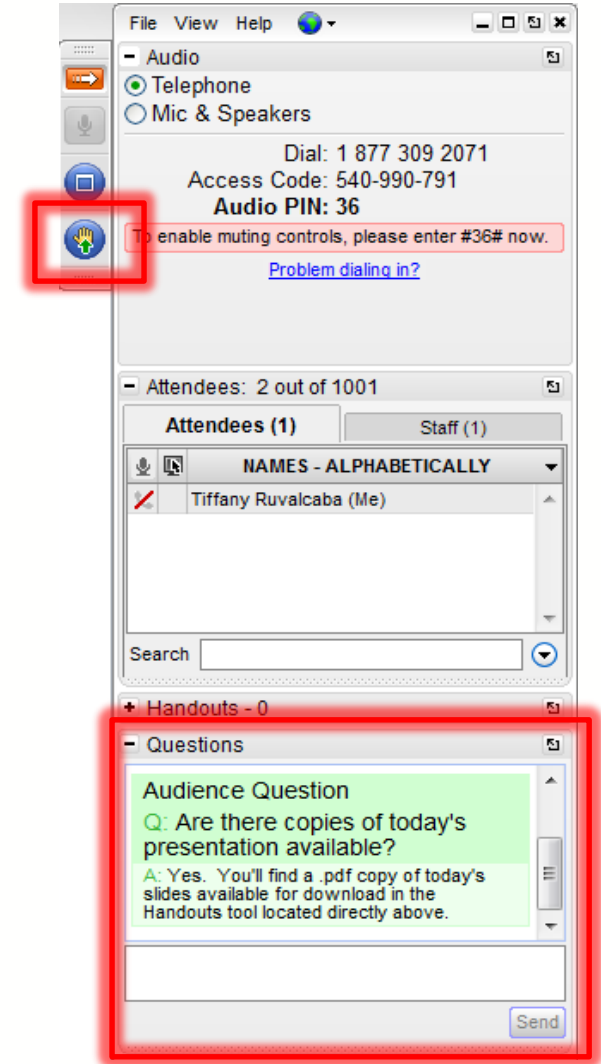 File View Help
Audio
Telephone
Mic & Speakers
Dial: 1 877 309 2071
Access Code: 540-990-791
Audio PIN: 36
To enable muting controls, please enter #36# now.
Problem dialing in?
Attendees: 2 out of 1001
Attendees (1) Staff (1)
NAMES - ALPHABETICALLY
Tiffany Ruvalcaba (Me)
Search
Handouts - 0
Questions
Audience Question
Q: Are there copies of today's
presentation available?
A: Yes. You'll find a .pdf copy of today's
slides available for download in the
Handouts tool located directly above.
Send